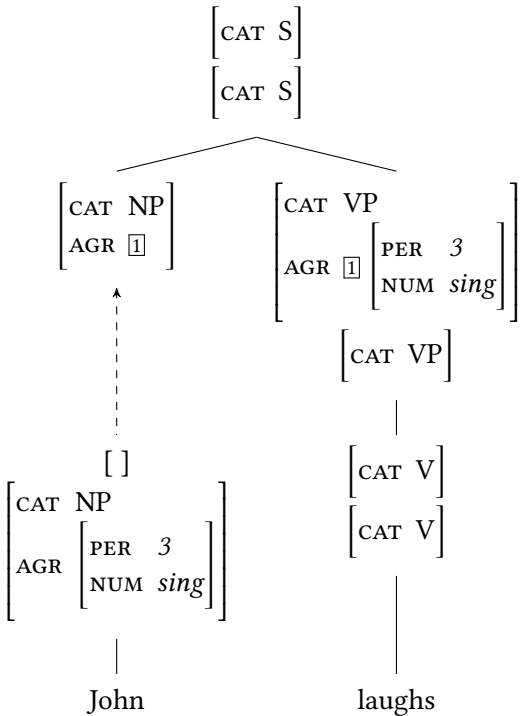 [CAT S]
[CAT S]
[CAT NP
AGR 1]
[CAT VP
AGR 1 [PER 3
NUM sing]]
[CAT VP]
[ ]
[CAT NP
AGR [PER 3
NUM sing]]
[CAT V]
[CAT V]
John
laughs